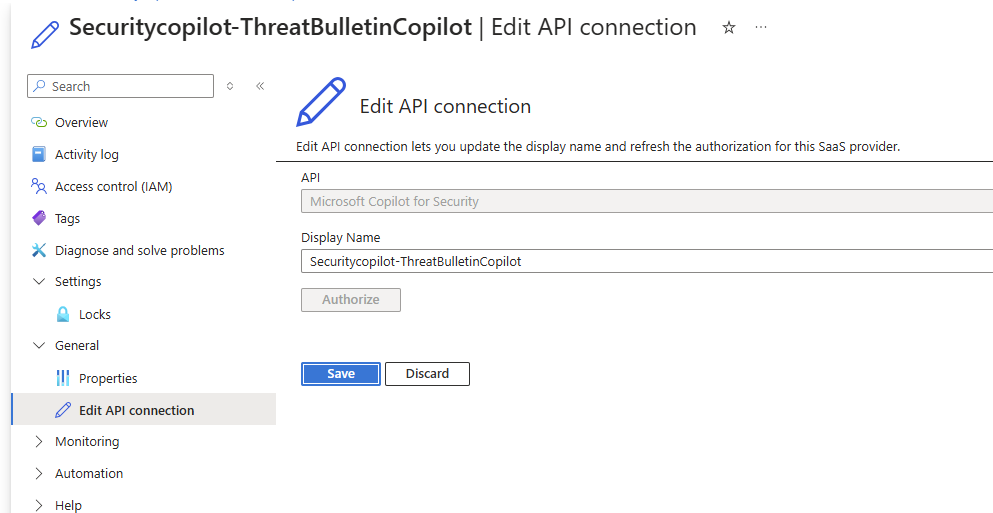 Securitycopilot-ThreatBulletinCopilot | Edit API connection
Search
Overview
Activity log
Access control (IAM)
Tags
Diagnose and solve problems
Settings
Locks
General
Properties
Edit API connection
Monitoring
Automation
Help
Edit API connection
Edit API connection lets you update the display name and refresh the authorization for this SaaS provider.
API
Microsoft Copilot for Security
Display Name
Securitycopilot-ThreatBulletinCopilot
Authorize
Save Discard